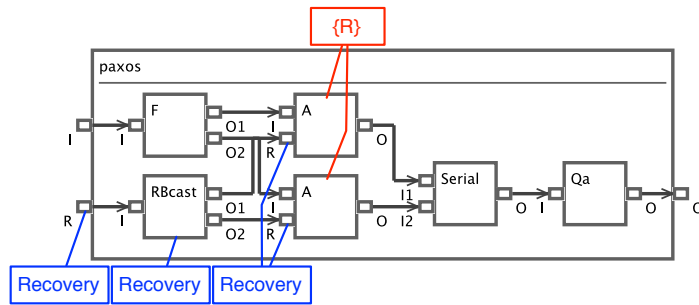 {R}
paxos
F
A
O1
I
O
I
I
O2
R
RBcast
A
Serial
Qa
I1
O1
I
O
I
O
O
R
I
O2
R
O
I2
Recovery
Recovery
Recovery